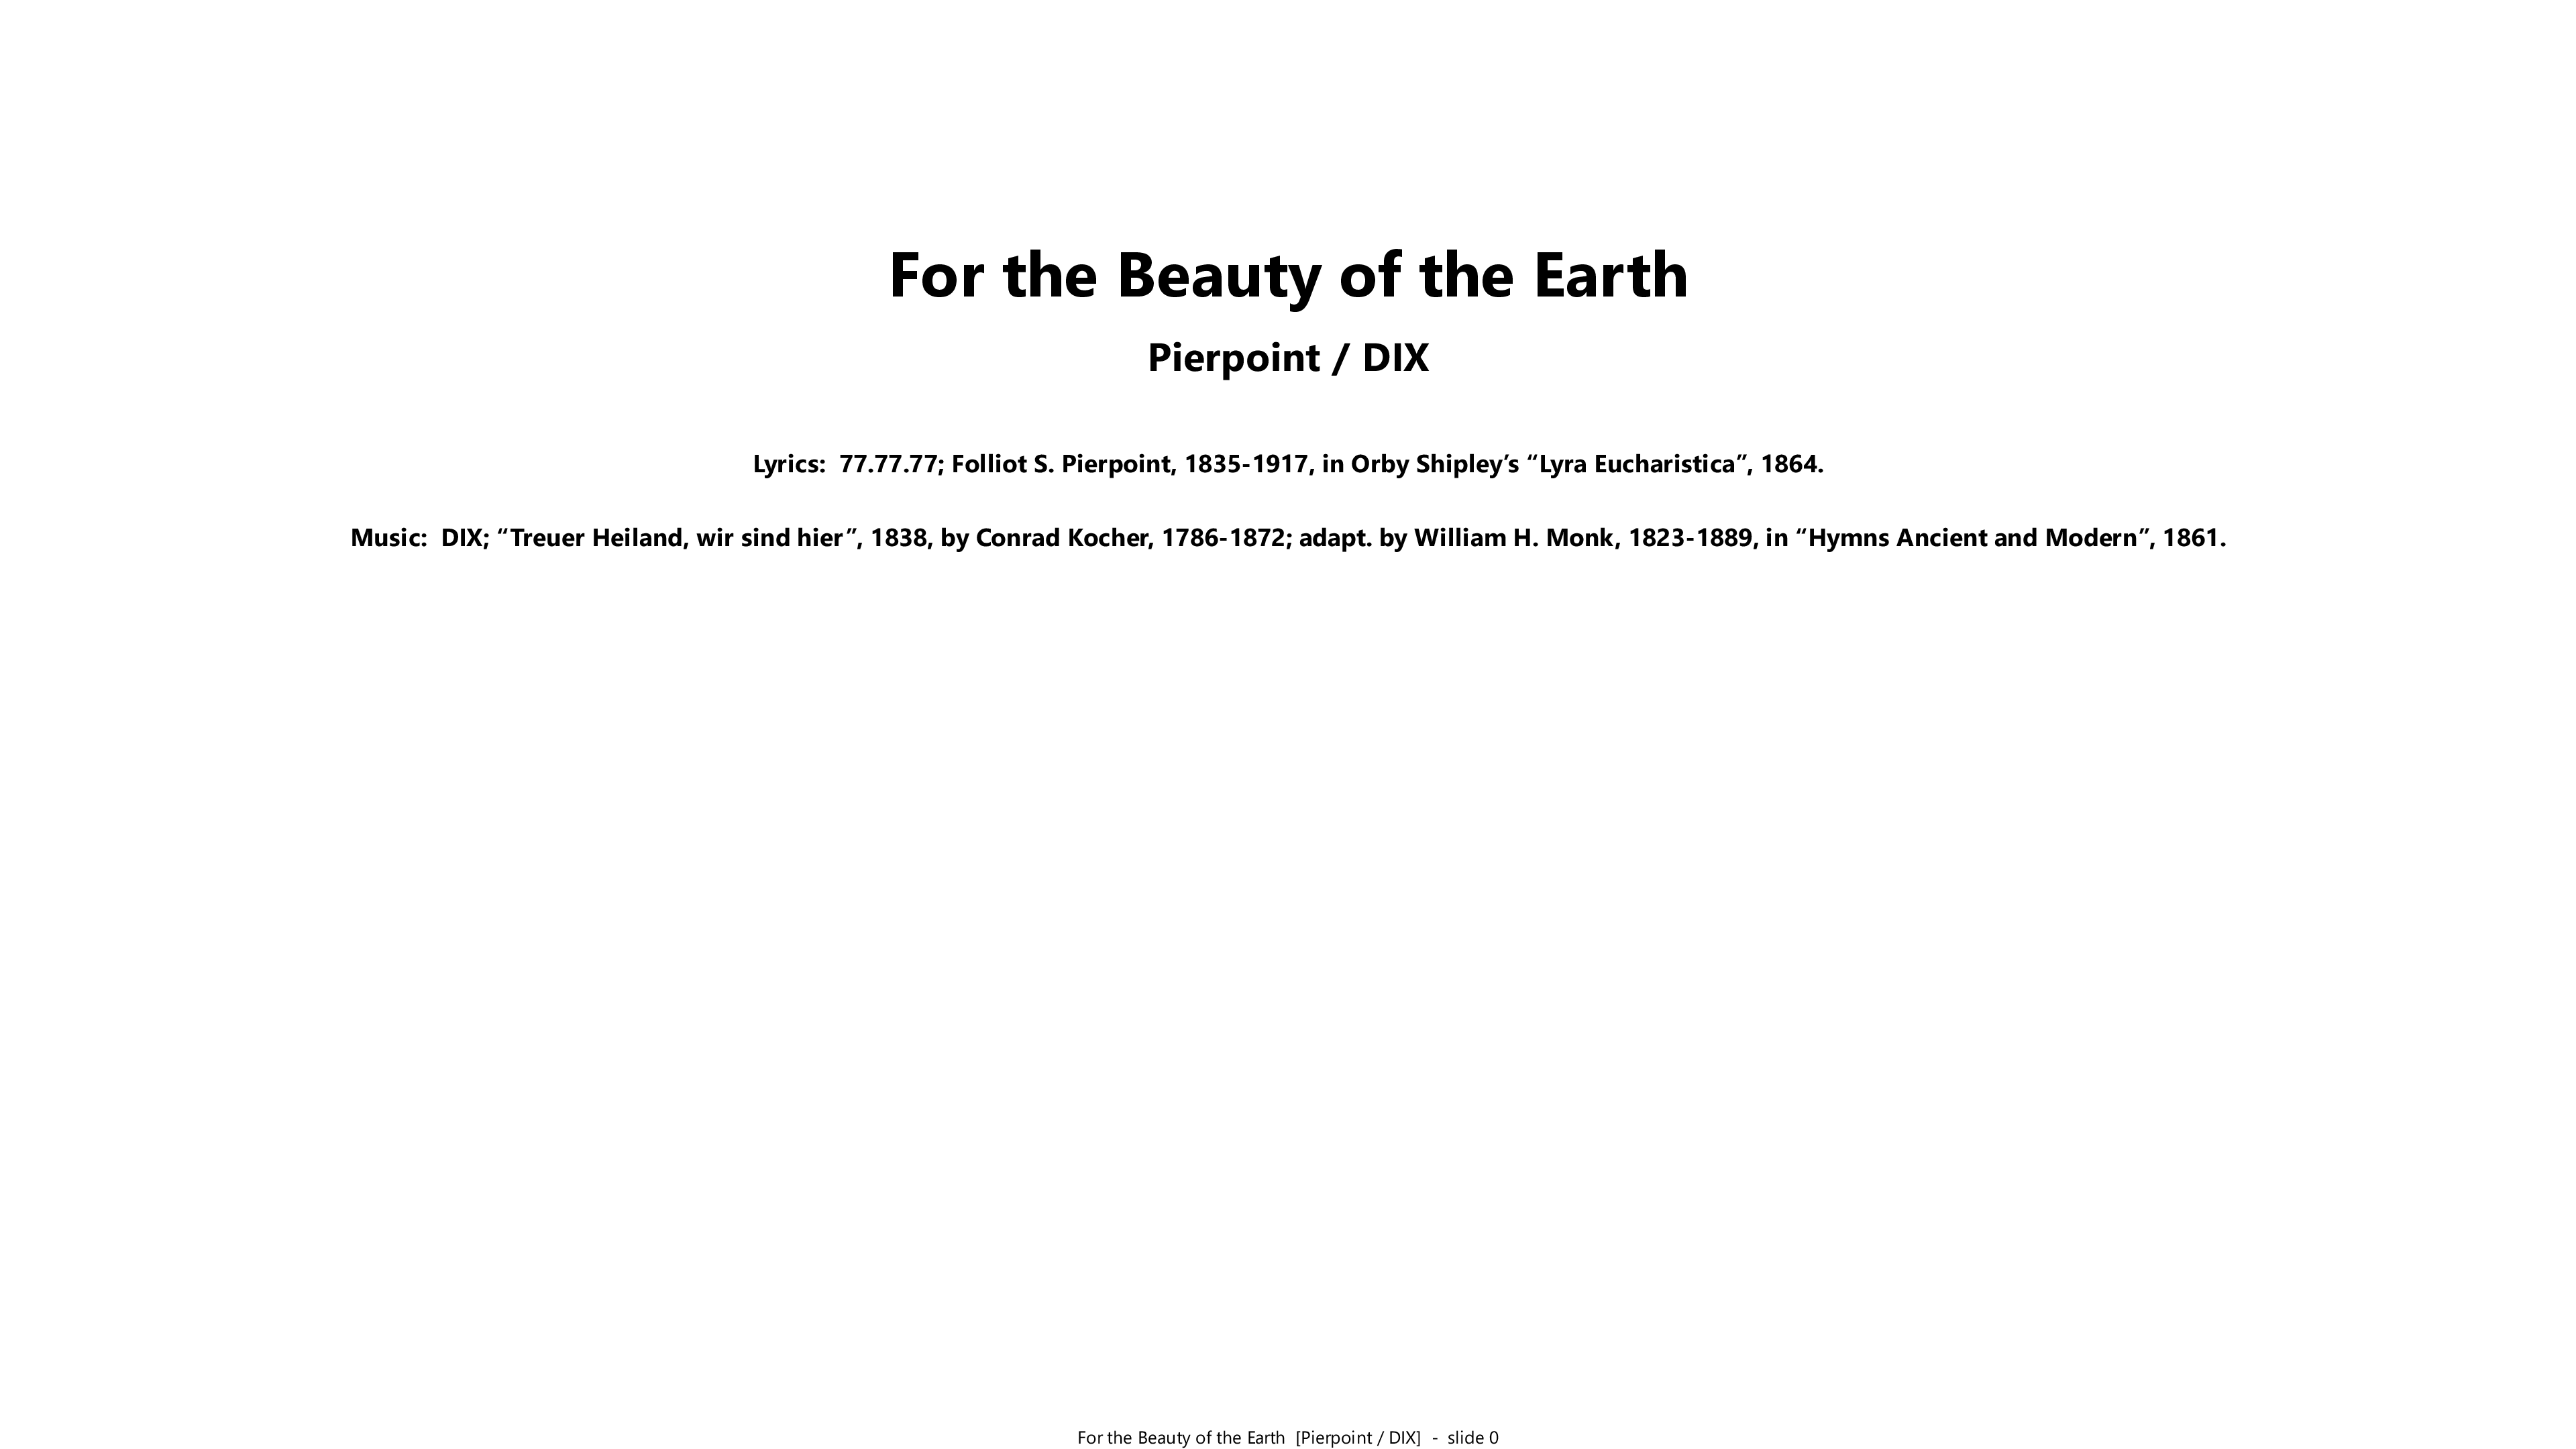 For the Beauty of the Earth
Pierpoint / DIX
Lyrics:  77.77.77; Folliot S. Pierpoint, 1835-1917, in Orby Shipley’s “Lyra Eucharistica”, 1864.
Music:  DIX; “Treuer Heiland, wir sind hier”, 1838, by Conrad Kocher, 1786-1872; adapt. by William H. Monk, 1823-1889, in “Hymns Ancient and Modern”, 1861.
For the Beauty of the Earth  [Pierpoint / DIX]  -  slide 0